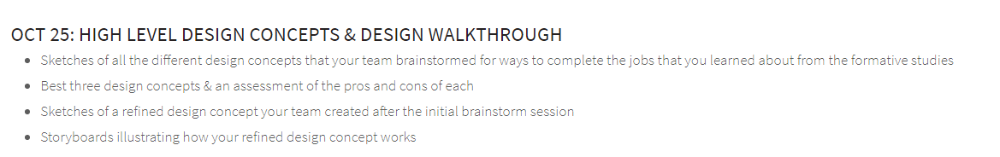 OCT 25: HIGH LEVEL DESIGN CONCEPTS & DESIGN WALKTHROUGH
• Sketches of all the different design concepts that your team brainstormed for ways to complete the jobs that you learned about from the formative studies
• Best three design concepts & an assessment of the pros and cons of each
• Sketches of a refined design concept your team created after the initial brainstorm session
• Storyboards illustrating how your refined design concept works